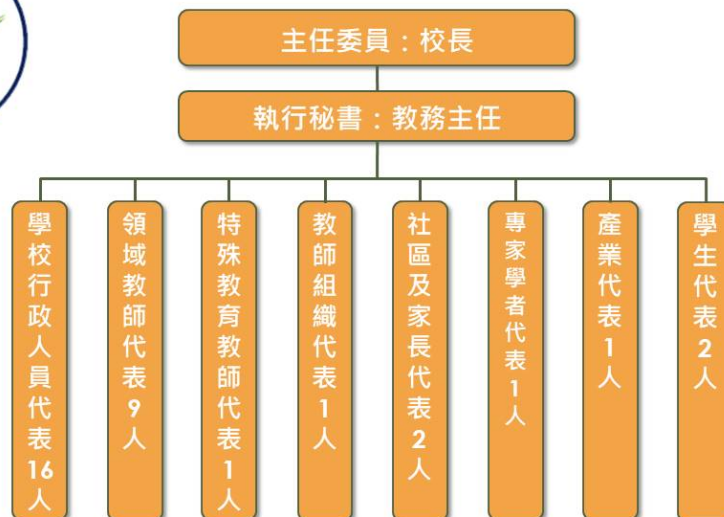 主任委員：校長
執行秘書：教務主任
學校行政人員代表16人
領域教師代表9人
特殊教育教師代表1人
教師組織代表1人
社區及家長代表2人
專家學者代表1人
產業代表1人
學生代表2人